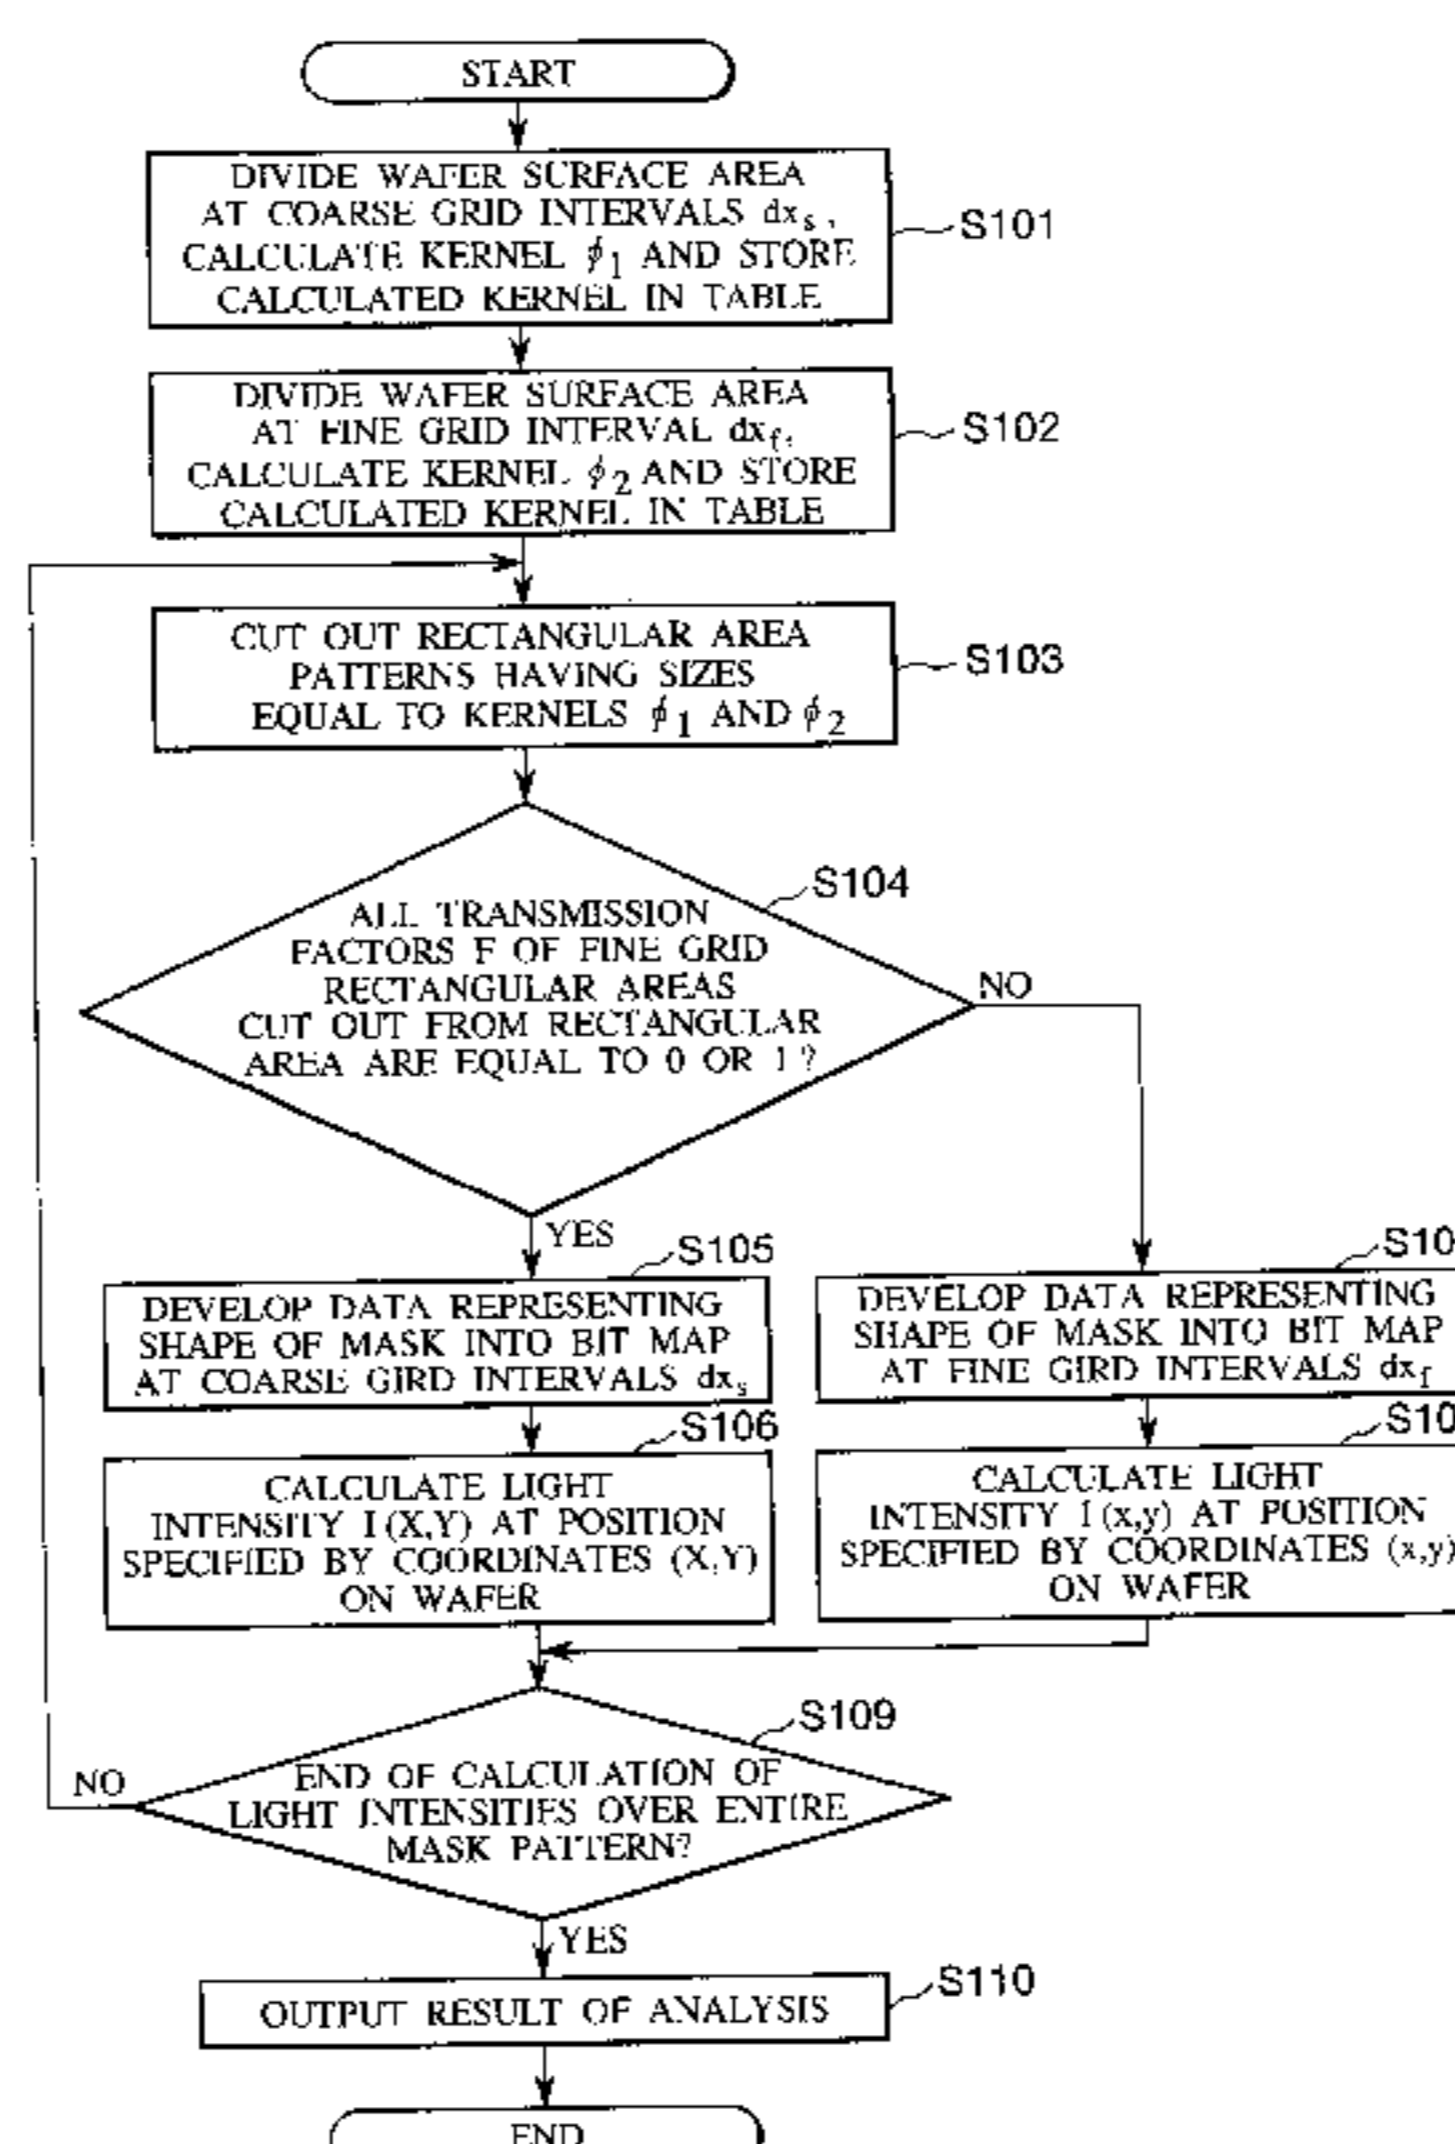 START
DIVIDE WAFER SURFACE AREA
AT COARSE GRID INTERVALS dxs,
CALCULATE KERNEL ϕ1 AND STORE
CALCULATED KERNEL IN TABLE
S101
DIVIDE WAFER SURFACE AREA
AT FINE GRID INTERVAL dxf,
CALCULATE KERNEL ϕ2 AND STORE
CALCULATED KERNEL IN TABLE
S102
CUT OUT RECTANGULAR AREA
PATTERNS HAVING SIZES
EQUAL TO KERNELS ϕ1 AND ϕ2
S103
S104
ALL TRANSMISSION
FACTORS F OF FINE GRID
RECTANGULAR AREAS
CUT OUT FROM RECTANGULAR
AREA ARE EQUAL TO 0 OR 1?
NO
YES
S105
DEVELOP DATA REPRESENTING
SHAPE OF MASK INTO BIT MAP
AT COARSE GIRD INTERVALS dxs
S10
DEVELOP DATA REPRESENTING
SHAPE OF MASK INTO BIT MAP
AT FINE GIRD INTERVALS dxf
S106
CALCULATE LIGHT
INTENSITY I(X,Y) AT POSITION
SPECIFIED BY COORDINATES (X,Y)
ON WAFER
S10
CALCULATE LIGHT
INTENSITY I(x,y) AT POSITION
SPECIFIED BY COORDINATES (x,y)
ON WAFER
S109
END OF CALCULATION OF
LIGHT INTENSITIES OVER ENTIRE
MASK PATTERN?
NO
YES
OUTPUT RESULT OF ANALYSIS
S110
END